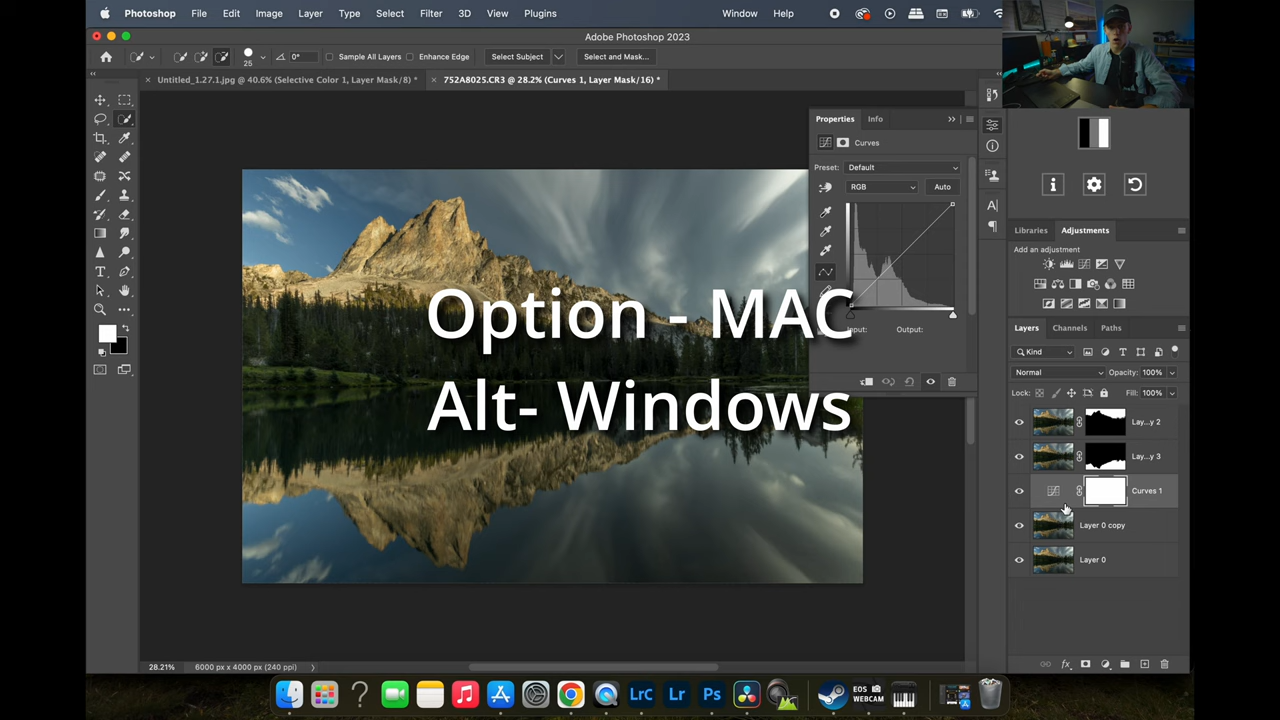 Photoshop File Edit Image Layer Type Select Filter 3D View Plugins Window Help
Adobe Photoshop 2023
25 0° Sample All Layers Enhance Edge Select Subject Select and Mask...
Untitled_1.27.1.jpg @ 40.6% (Selective Color 1, Layer Mask/8) * 752A8025.CR3 @ 28.2% (Curves 1, Layer Mask/16) *
Properties Info
Curves
Preset: Default
RGB Auto
Input: Output:
Libraries Adjustments
Add an adjustment
Layers Channels Paths
Kind
Normal Opacity: 100%
Lock: Fill: 100%
Lay...y 2
Lay...y 3
Curves 1
Layer 0 copy
Layer 0
Option - MAC
Alt- Windows
28.21% 6000 px x 4000 px (240 ppi)
LrC Lr Ps EOS WEBCAM